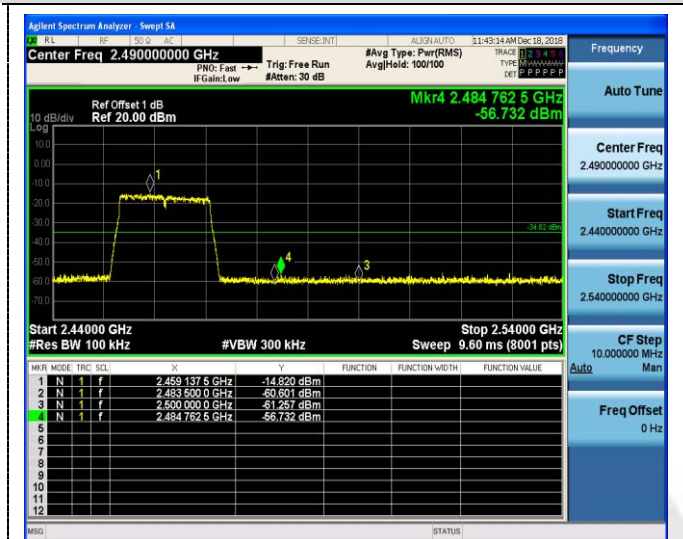 Agilent Spectrum Analyzer - Swept SA
RL RF 50 Ω AC SENSE:INT ALIGN AUTO 11:43:14 AM Dec 18, 2018
Center Freq 2.490000000 GHz #Avg Type: Pwr(RMS) TRACE 1 2 3 4 5 6
PNO: Fast Trig: Free Run Avg|Hold: 100/100 TYPE
IFGain:Low #Atten: 30 dB DET P P P P P P
Frequency
Auto Tune
Center Freq
2.490000000 GHz
Start Freq
2.440000000 GHz
Stop Freq
2.540000000 GHz
CF Step
10.000000 MHz
Auto Man
Freq Offset
0 Hz
Mkr4 2.484 762 5 GHz
-56.732 dBm
Ref Offset 1 dB
10 dB/div Ref 20.00 dBm
Log
10.0
0.00
-10.0
-20.0
-30.0
-40.0
-50.0
-60.0
-70.0
1
4
3
-34.82 dBm
Start 2.44000 GHz Stop 2.54000 GHz
#Res BW 100 kHz #VBW 300 kHz Sweep 9.60 ms (8001 pts)
MKR MODE TRC SCL X Y FUNCTION FUNCTION WIDTH FUNCTION VALUE
1 N 1 f 2.459 137 5 GHz -14.820 dBm
2 N 1 f 2.483 500 0 GHz -60.601 dBm
3 N 1 f 2.500 000 0 GHz -61.257 dBm
4 N 1 f 2.484 762 5 GHz -56.732 dBm
5
6
7
8
9
10
11
12
MSG STATUS